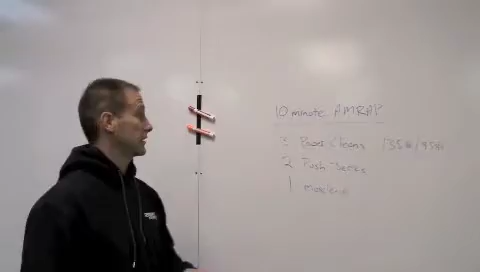 10 minute AMRAP
3 Power Cleans 135#/95#
2 Push Jerks
1 Muscle-up